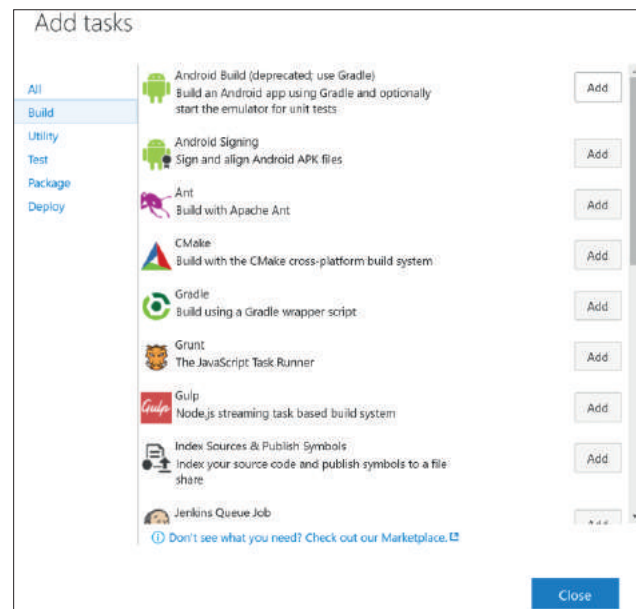 Add tasks
All
Build
Utility
Test
Package
Deploy
Android Build (deprecated; use Gradle)
Build an Android app using Gradle and optionally
start the emulator for unit tests
Add
Android Signing
Sign and align Android APK files
Add
Ant
Build with Apache Ant
Add
CMake
Build with the CMake cross-platform build system
Add
Gradle
Build using a Gradle wrapper script
Add
Grunt
The JavaScript Task Runner
Add
Gulp
Gulp
Node.js streaming task based build system
Add
Index Sources & Publish Symbols
Index your source code and publish symbols to a file
share
Add
Jenkins Queue Job
Add
Don't see what you need? Check out our Marketplace.
Close